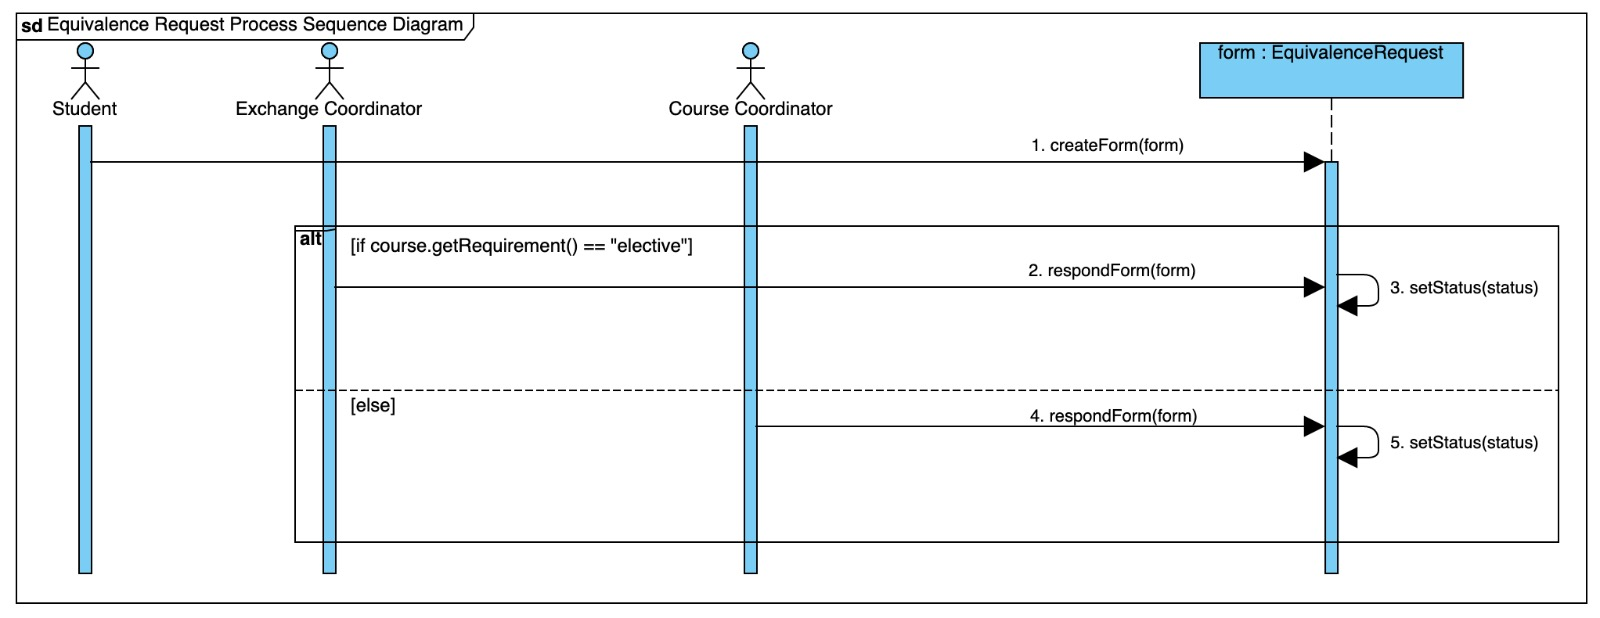 sd Equivalence Request Process Sequence Diagram
Student
Exchange Coordinator
Course Coordinator
form : EquivalenceRequest
1. createForm(form)
alt
[if course.getRequirement() == "elective"]
2. respondForm(form)
3. setStatus(status)
[else]
4. respondForm(form)
5. setStatus(status)